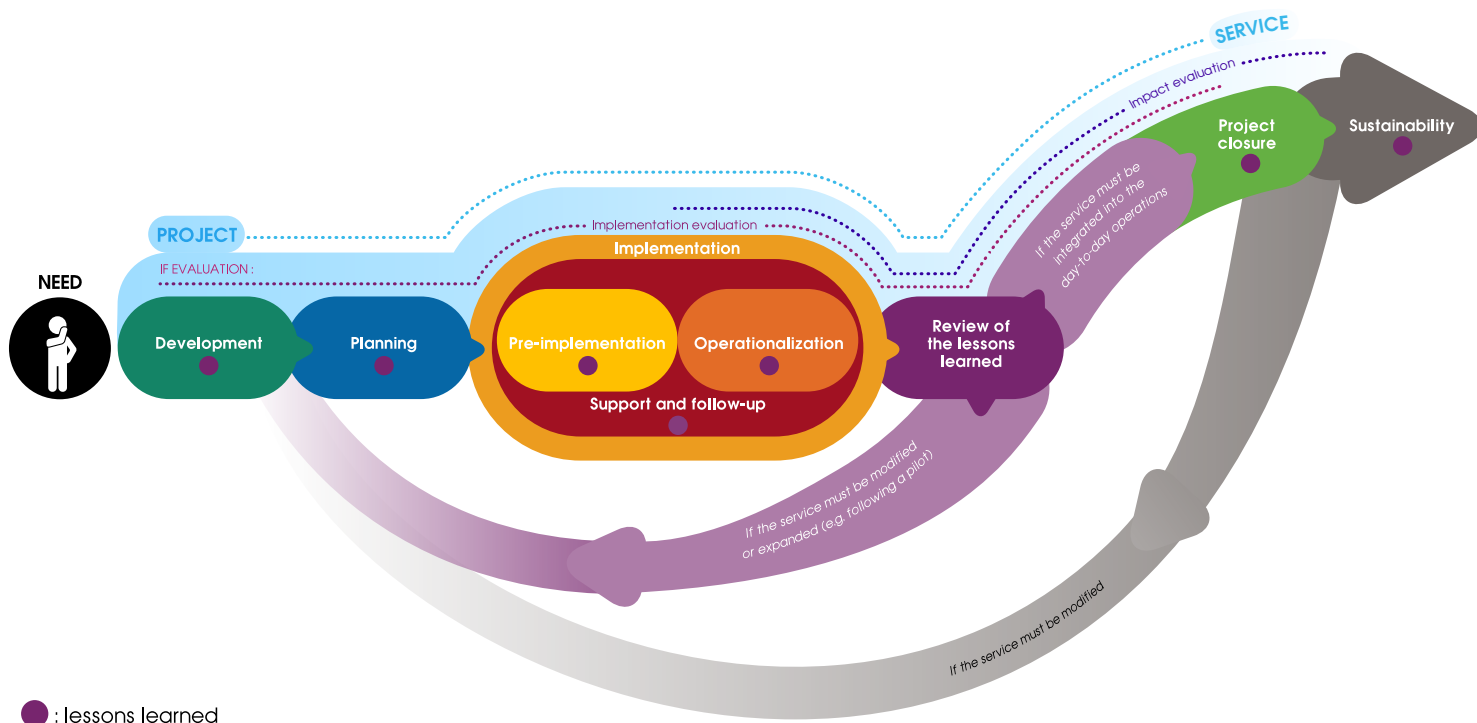 SERVICE
Impact evaluation
Project
closure
Sustainability
If the service must be
integrated into the
day-to-day operations
PROJECT
Implementation evaluation
IF EVALUATION :
Implementation
NEED
Development
Planning
Pre-implementation
Operationalization
Support and follow-up
Review of
the lessons
learned
If the service must be modified
or expanded (e.g. following a pilot)
If the service must be modified
: lessons learned